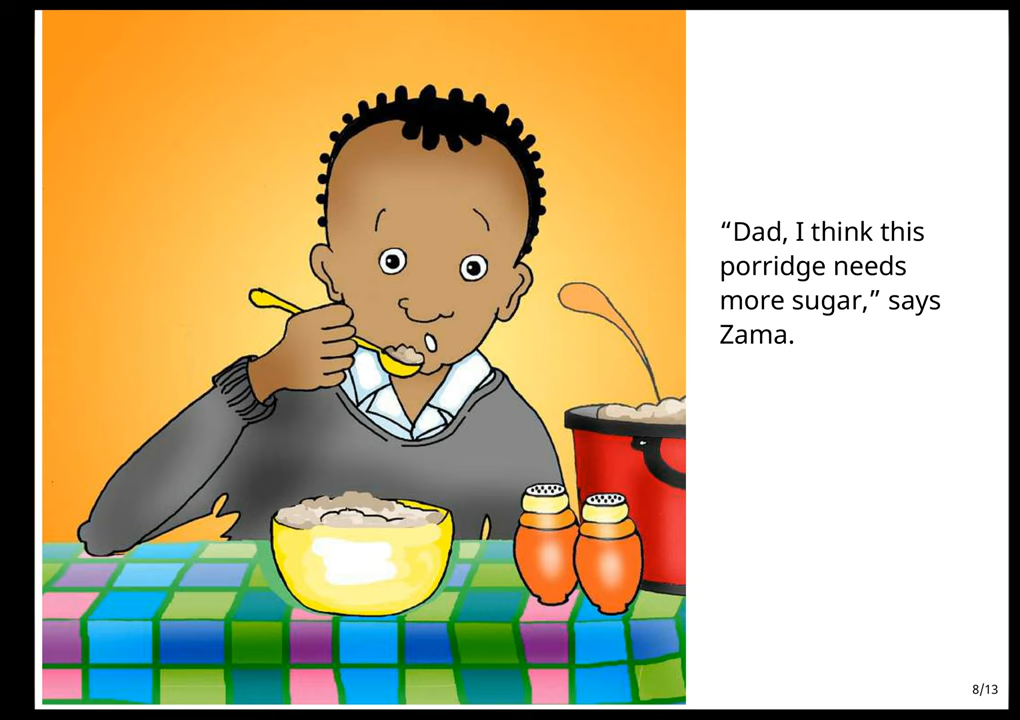 “Dad, I think this
porridge needs
more sugar,” says
Zama.
8/13